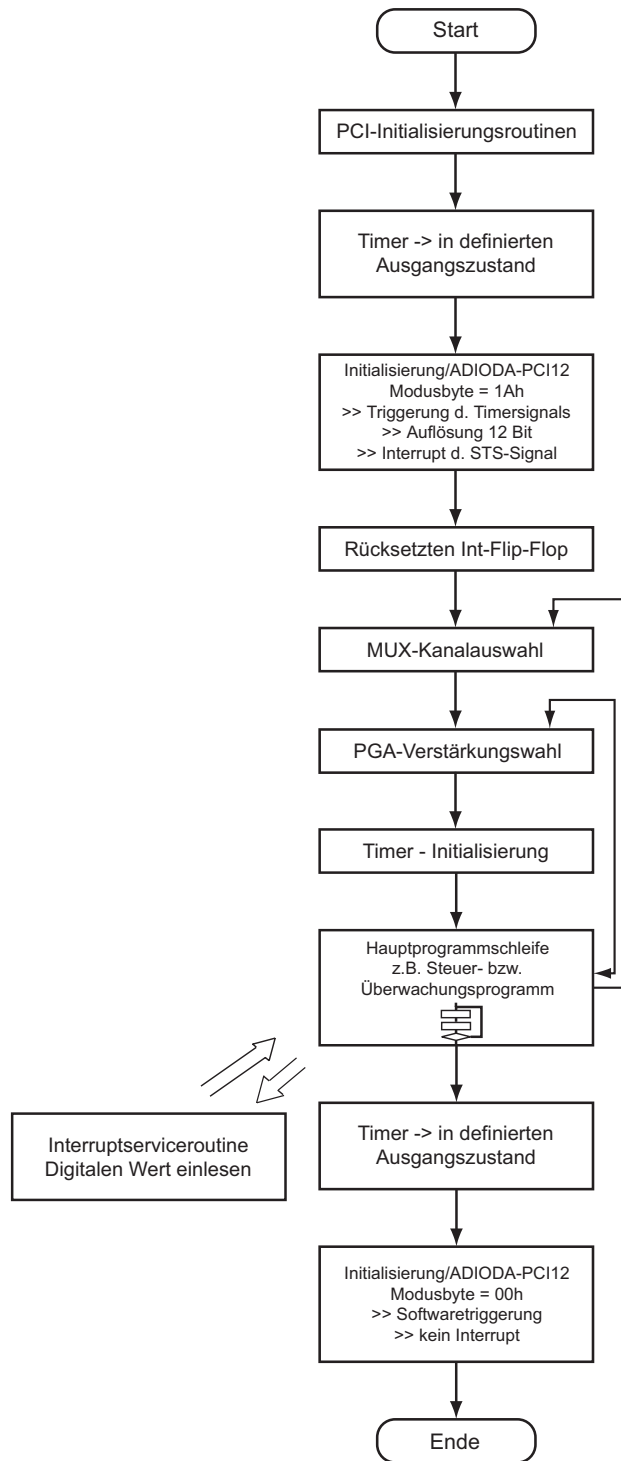 Start
PCI-Initialisierungsroutinen
Timer -> in definierten
Ausgangszustand
Initialisierung/ADIODA-PCI12
Modusbyte = 1Ah
>> Triggerung d. Timersignals
>> Auflösung 12 Bit
>> Interrupt d. STS-Signal
Rücksetzten Int-Flip-Flop
MUX-Kanalauswahl
PGA-Verstärkungswahl
Timer - Initialisierung
Hauptprogrammschleife
z.B. Steuer- bzw.
Überwachungsprogramm
Interruptserviceroutine
Digitalen Wert einlesen
Timer -> in definierten
Ausgangszustand
Initialisierung/ADIODA-PCI12
Modusbyte = 00h
>> Softwaretriggerung
>> kein Interrupt
Ende